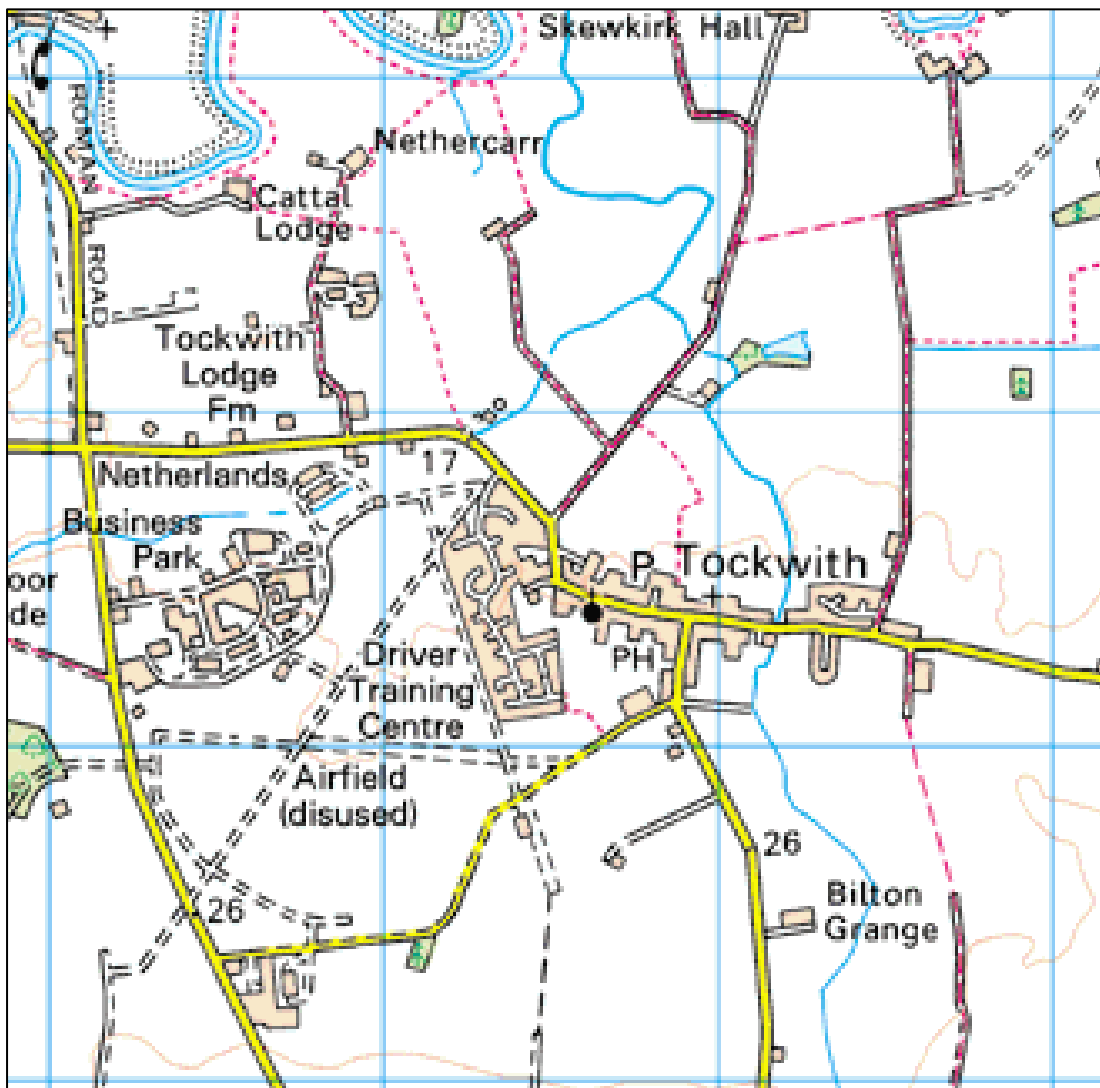 Skewkirk Hall
ROMAN
ROAD
Nethercarr
Cattal
Lodge
Tockwith
Lodge
Fm
17
Netherlands
Business
Park
P
Tockwith
oor
de
PH
Driver
Training
Centre
Airfield
(disused)
26
26
Bilton
Grange